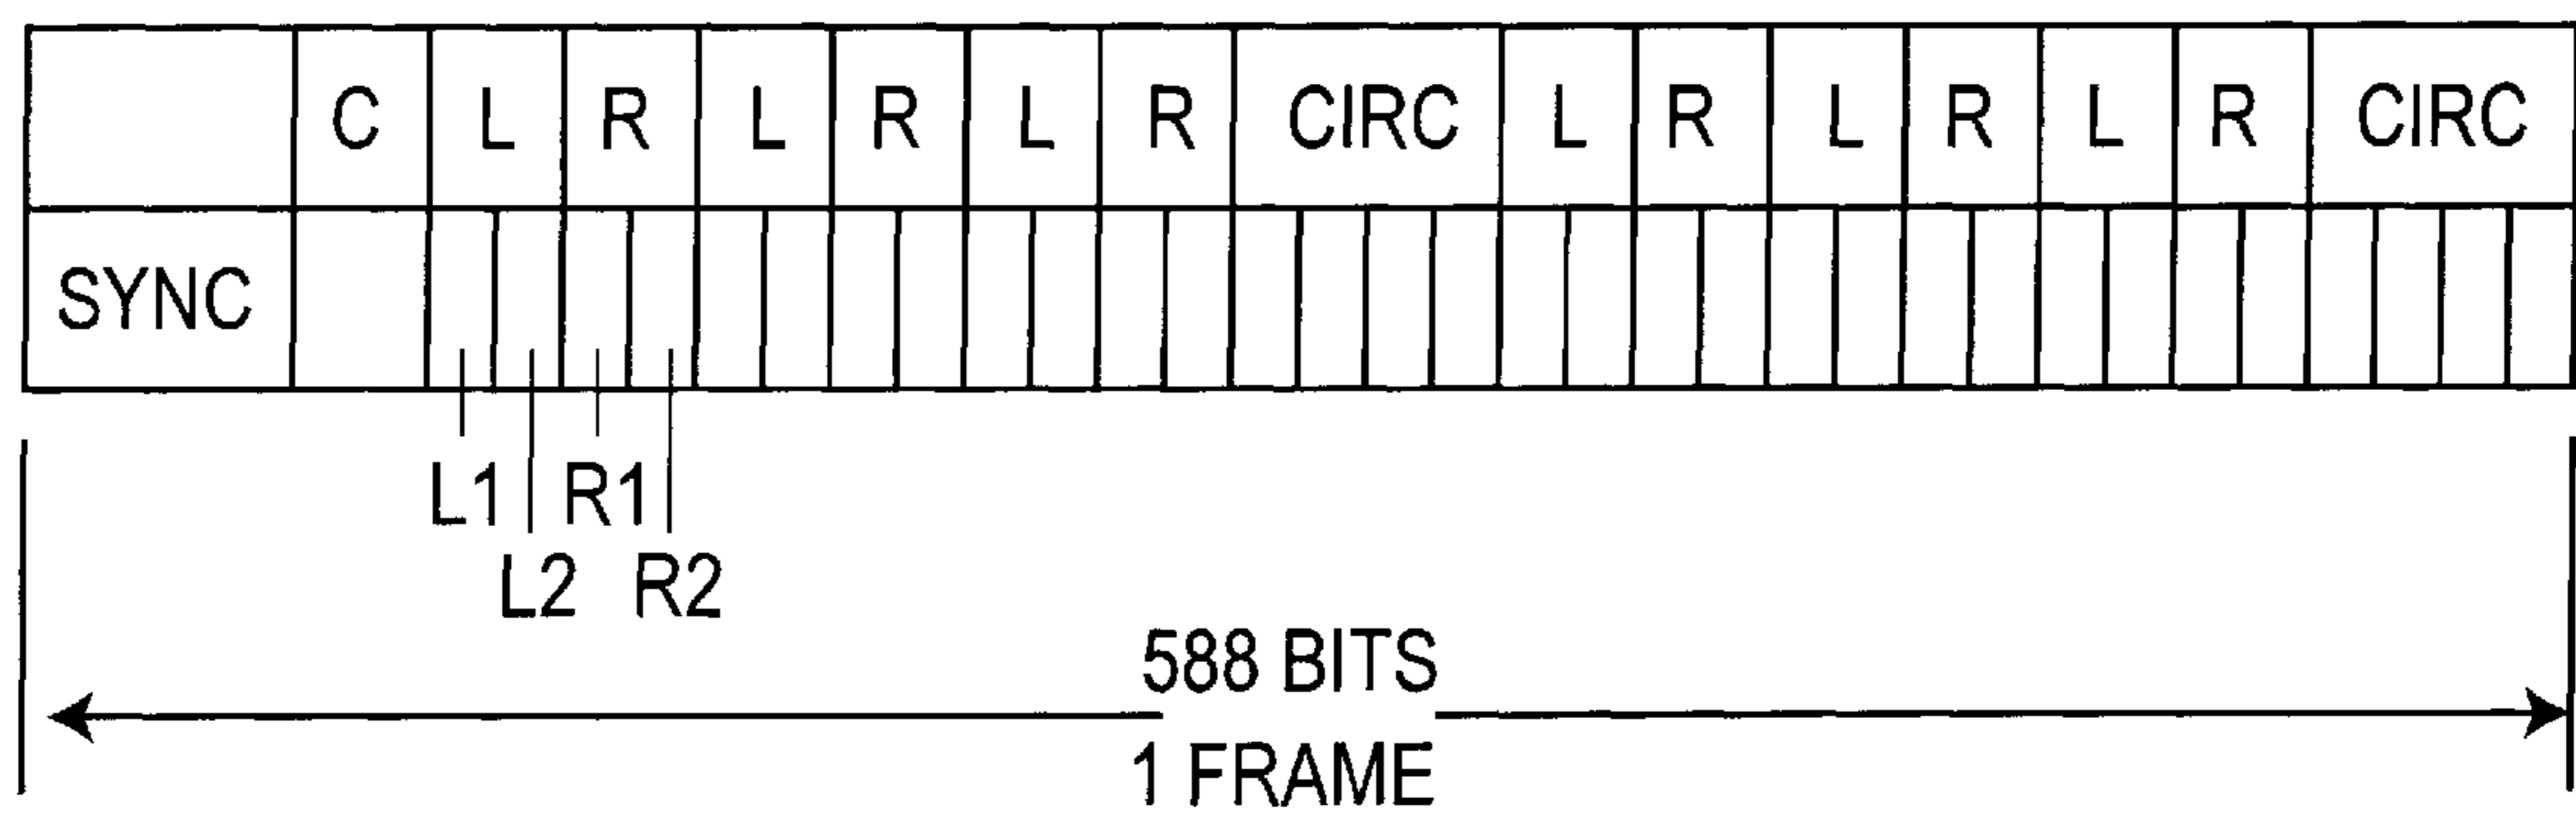 C L R L R L R CIRC L R L R L R CIRC
SYNC
L1 R1
L2 R2
588 BITS
1 FRAME